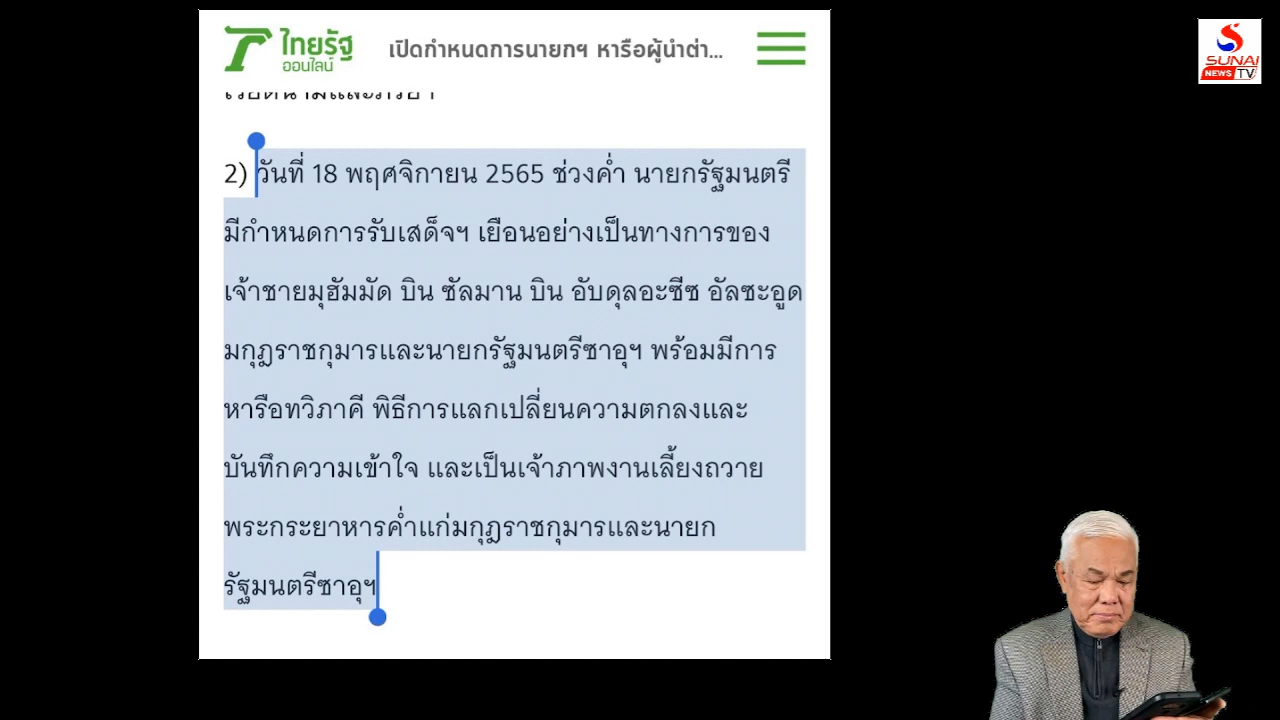 ไทยรัฐ
ออนไลน์
เปิดกำหนดการนายกฯ หารือผู้นำต่า...
SUNAI
NEWS TV
2) วันที่ 18 พฤศจิกายน 2565 ช่วงค่ำ นายกรัฐมนตรี
มีกำหนดการรับเสด็จฯ เยือนอย่างเป็นทางการของ
เจ้าชายมุฮัมมัด บิน ซัลมาน บิน อับดุลอะซีซ อัลซะอูด
มกุฎราชกุมารและนายกรัฐมนตรีซาอุฯ พร้อมมีการ
หารือทวิภาคี พิธีการแลกเปลี่ยนความตกลงและ
บันทึกความเข้าใจ และเป็นเจ้าภาพงานเลี้ยงถวาย
พระกระยาหารค่ำแก่มกุฎราชกุมารและนายก
รัฐมนตรีซาอุฯ